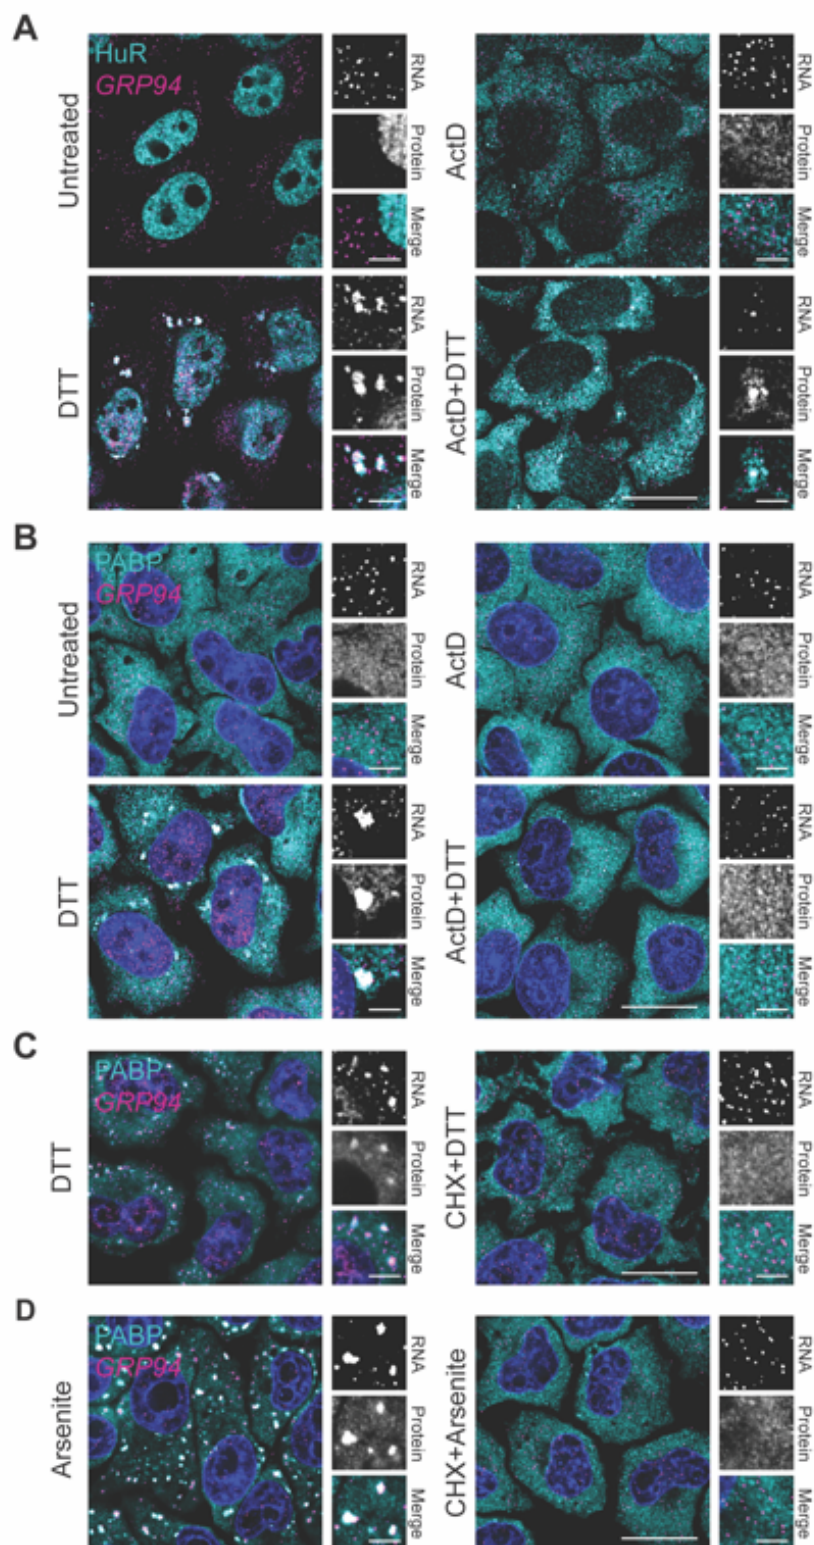 A
HuR
GRP94
Untreated
RNA
Protein
Merge
ActD
RNA
Protein
Merge
DTT
RNA
Protein
Merge
ActD+DTT
RNA
Protein
Merge
B
PABP
GRP94
Untreated
RNA
Protein
Merge
ActD
RNA
Protein
Merge
DTT
RNA
Protein
Merge
ActD+DTT
RNA
Protein
Merge
C
PABP
GRP94
DTT
RNA
Protein
Merge
CHX+DTT
RNA
Protein
Merge
D
PABP
GRP94
Arsenite
RNA
Protein
Merge
CHX+Arsenite
RNA
Protein
Merge